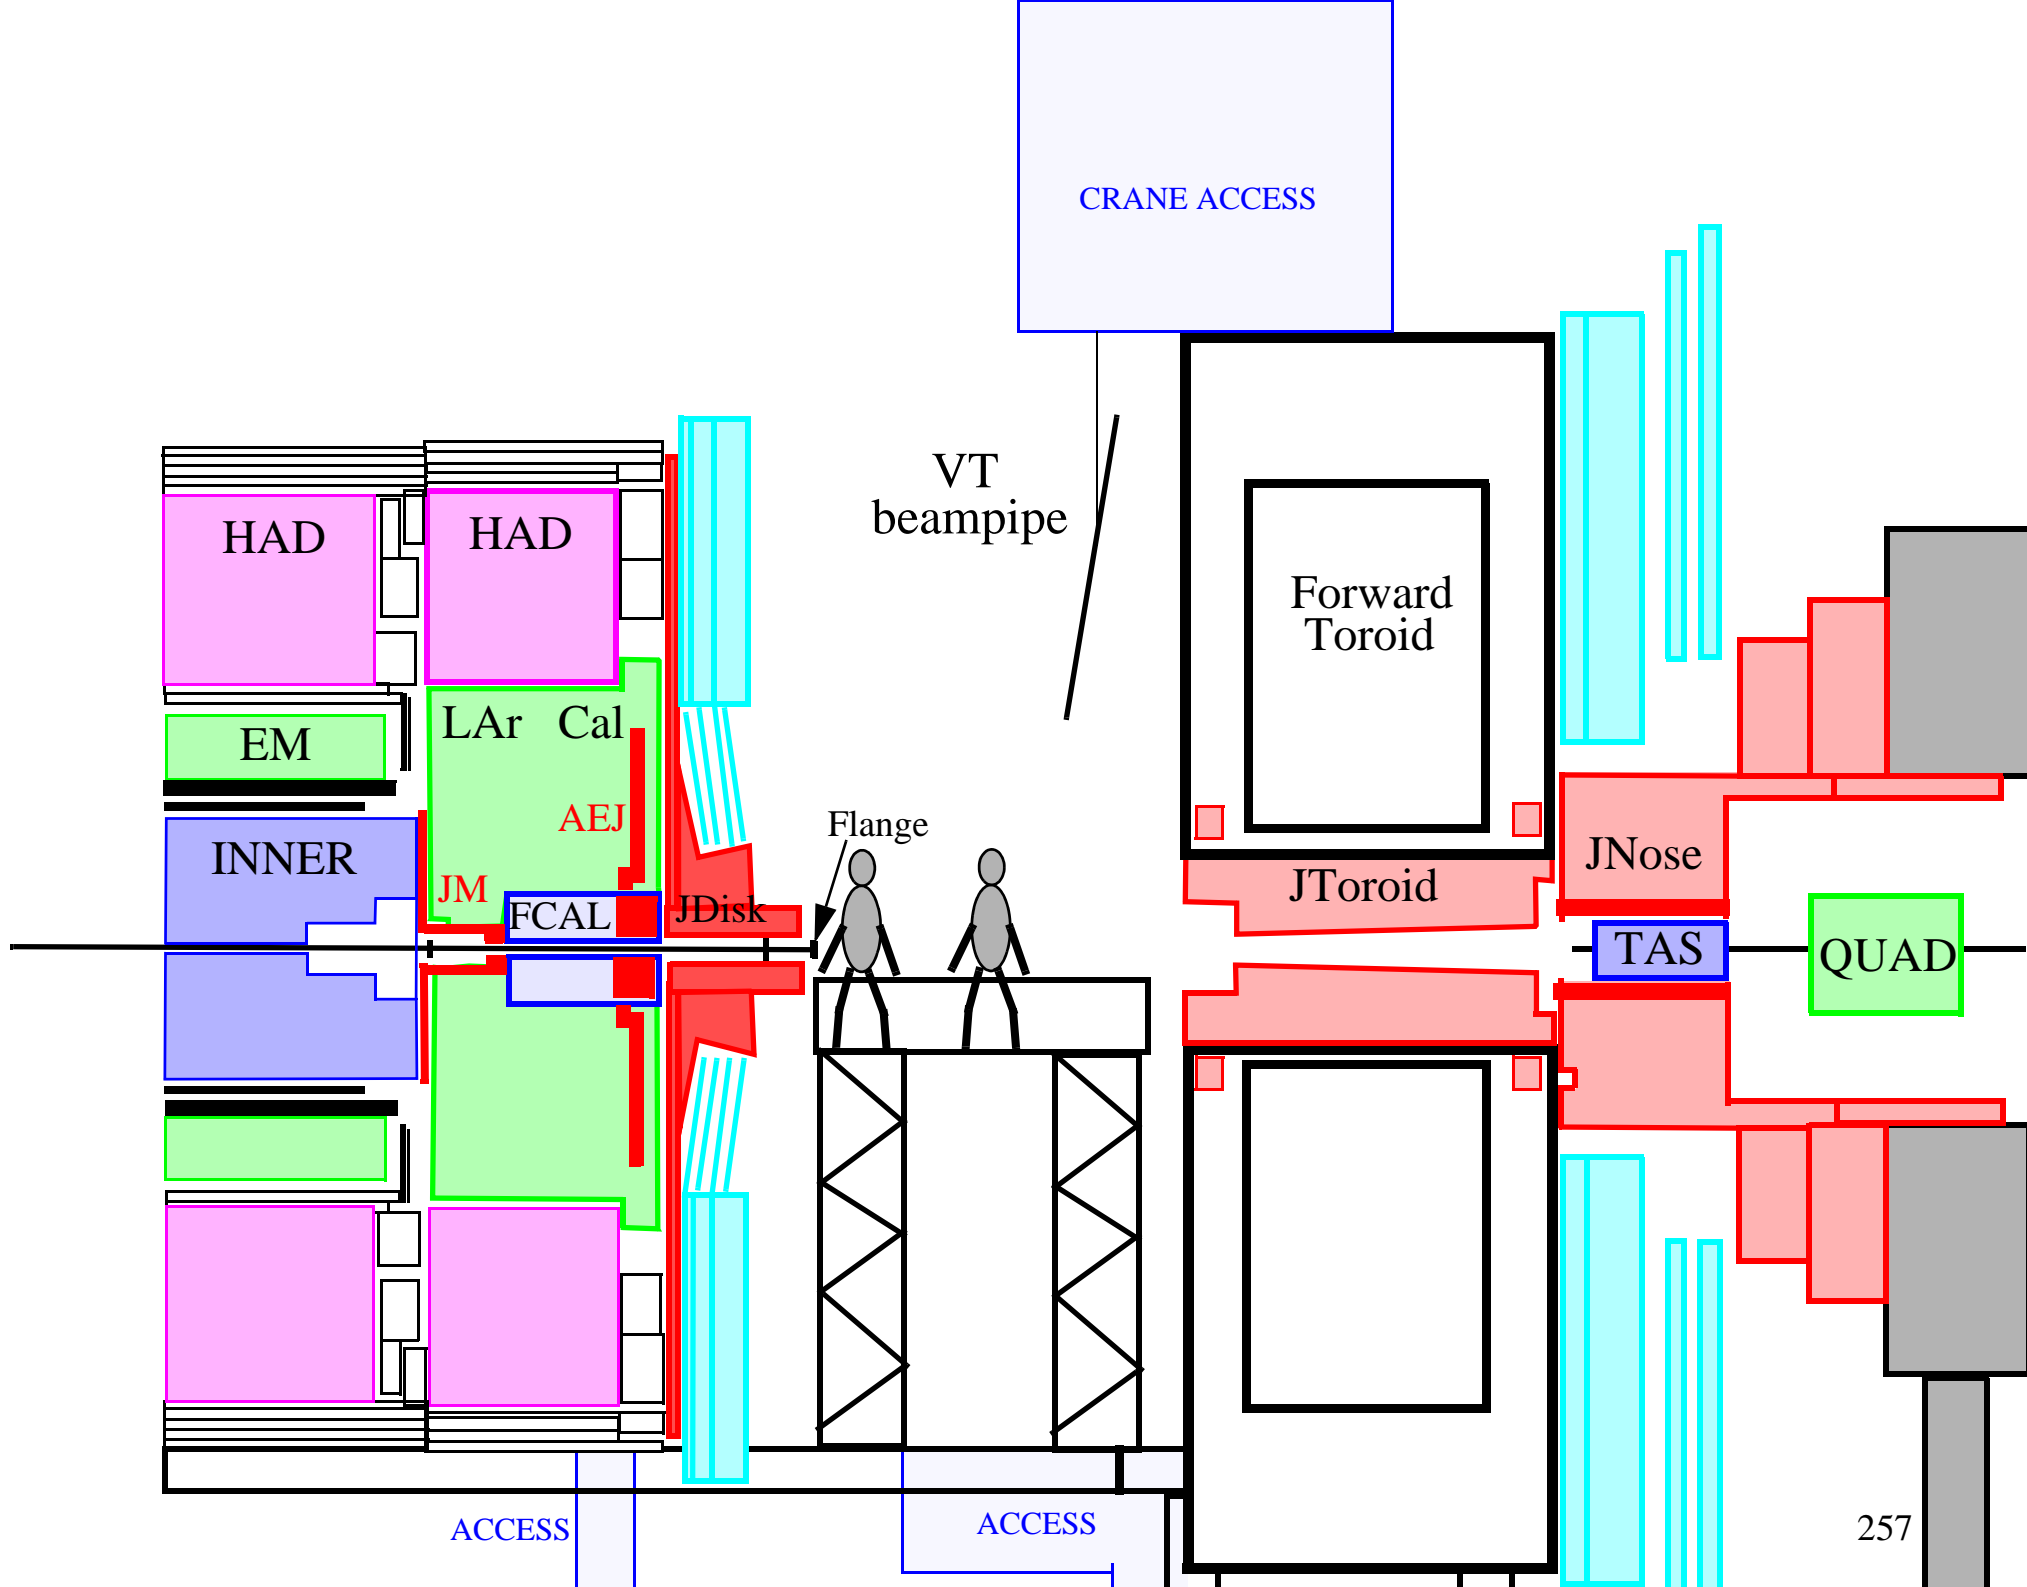 CRANE ACCESS
VT
beampipe
HAD
HAD
Forward
Toroid
LAr Cal
EM
AEJ
Flange
INNER
JM
JNose
JToroid
FCAL
JDisk
TAS
QUAD
ACCESS
ACCESS
257